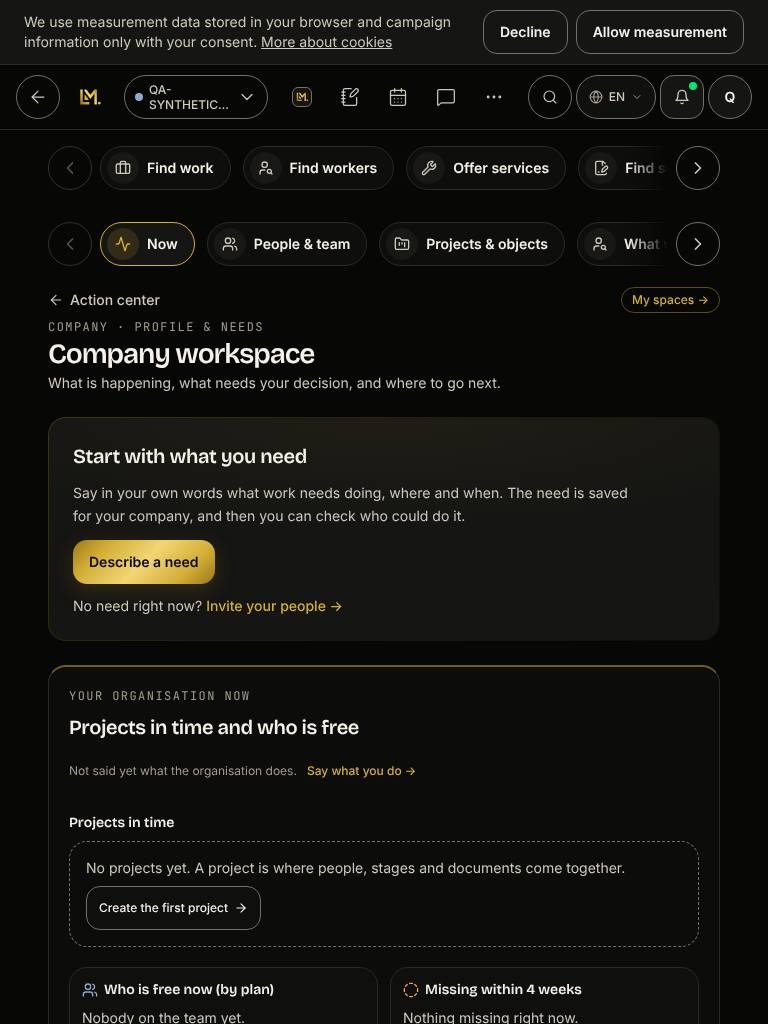 We use measurement data stored in your browser and campaign
information only with your consent. More about cookies
Decline
Allow measurement
LM.
QA-
SYNTHETIC...
LM.
EN
Q
Find work
Find workers
Offer services
Find s
Now
People & team
Projects & objects
What
← Action center
My spaces →
COMPANY · PROFILE & NEEDS
Company workspace
What is happening, what needs your decision, and where to go next.
Start with what you need
Say in your own words what work needs doing, where and when. The need is saved
for your company, and then you can check who could do it.
Describe a need
No need right now? Invite your people →
YOUR ORGANISATION NOW
Projects in time and who is free
Not said yet what the organisation does. Say what you do →
Projects in time
No projects yet. A project is where people, stages and documents come together.
Create the first project →
Who is free now (by plan)
Missing within 4 weeks
Nobody on the team yet.
Nothing missing right now.